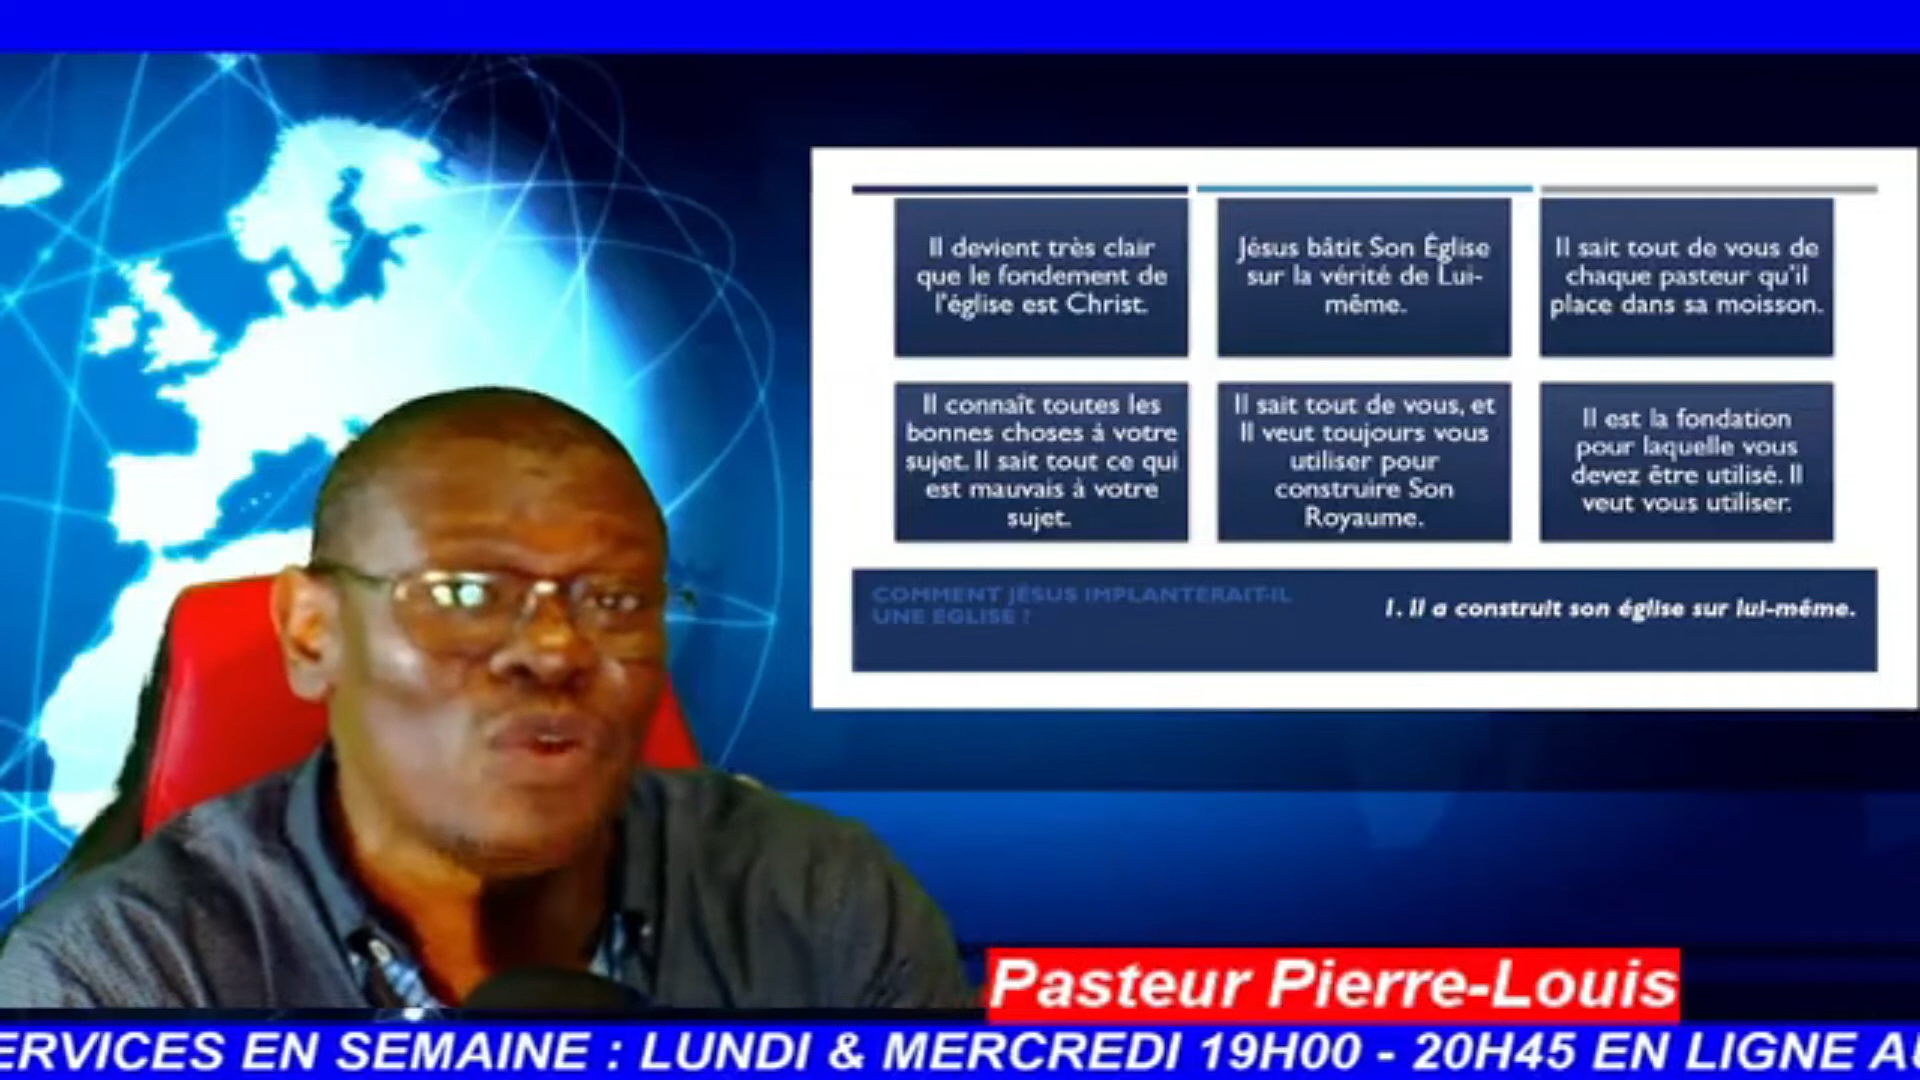 Il devient très clair
que le fondement de
l'église est Christ.
Jésus bâtit Son Église
sur la vérité de Lui-
même.
Il sait tout de vous de
chaque pasteur qu'il
place dans sa moisson.
Il connaît toutes les
bonnes choses à votre
sujet. Il sait tout ce qui
est mauvais à votre
sujet.
Il sait tout de vous, et
Il veut toujours vous
utiliser pour
construire Son
Royaume.
Il est la fondation
pour laquelle vous
devez être utilisé. Il
veut vous utiliser.
COMMENT JÉSUS IMPLANTERAIT-IL
UNE EGLISE ?
1. Il a construit son église sur lui-même.
Pasteur Pierre-Louis
ERVICES EN SEMAINE : LUNDI & MERCREDI 19H00 - 20H45 EN LIGNE AU